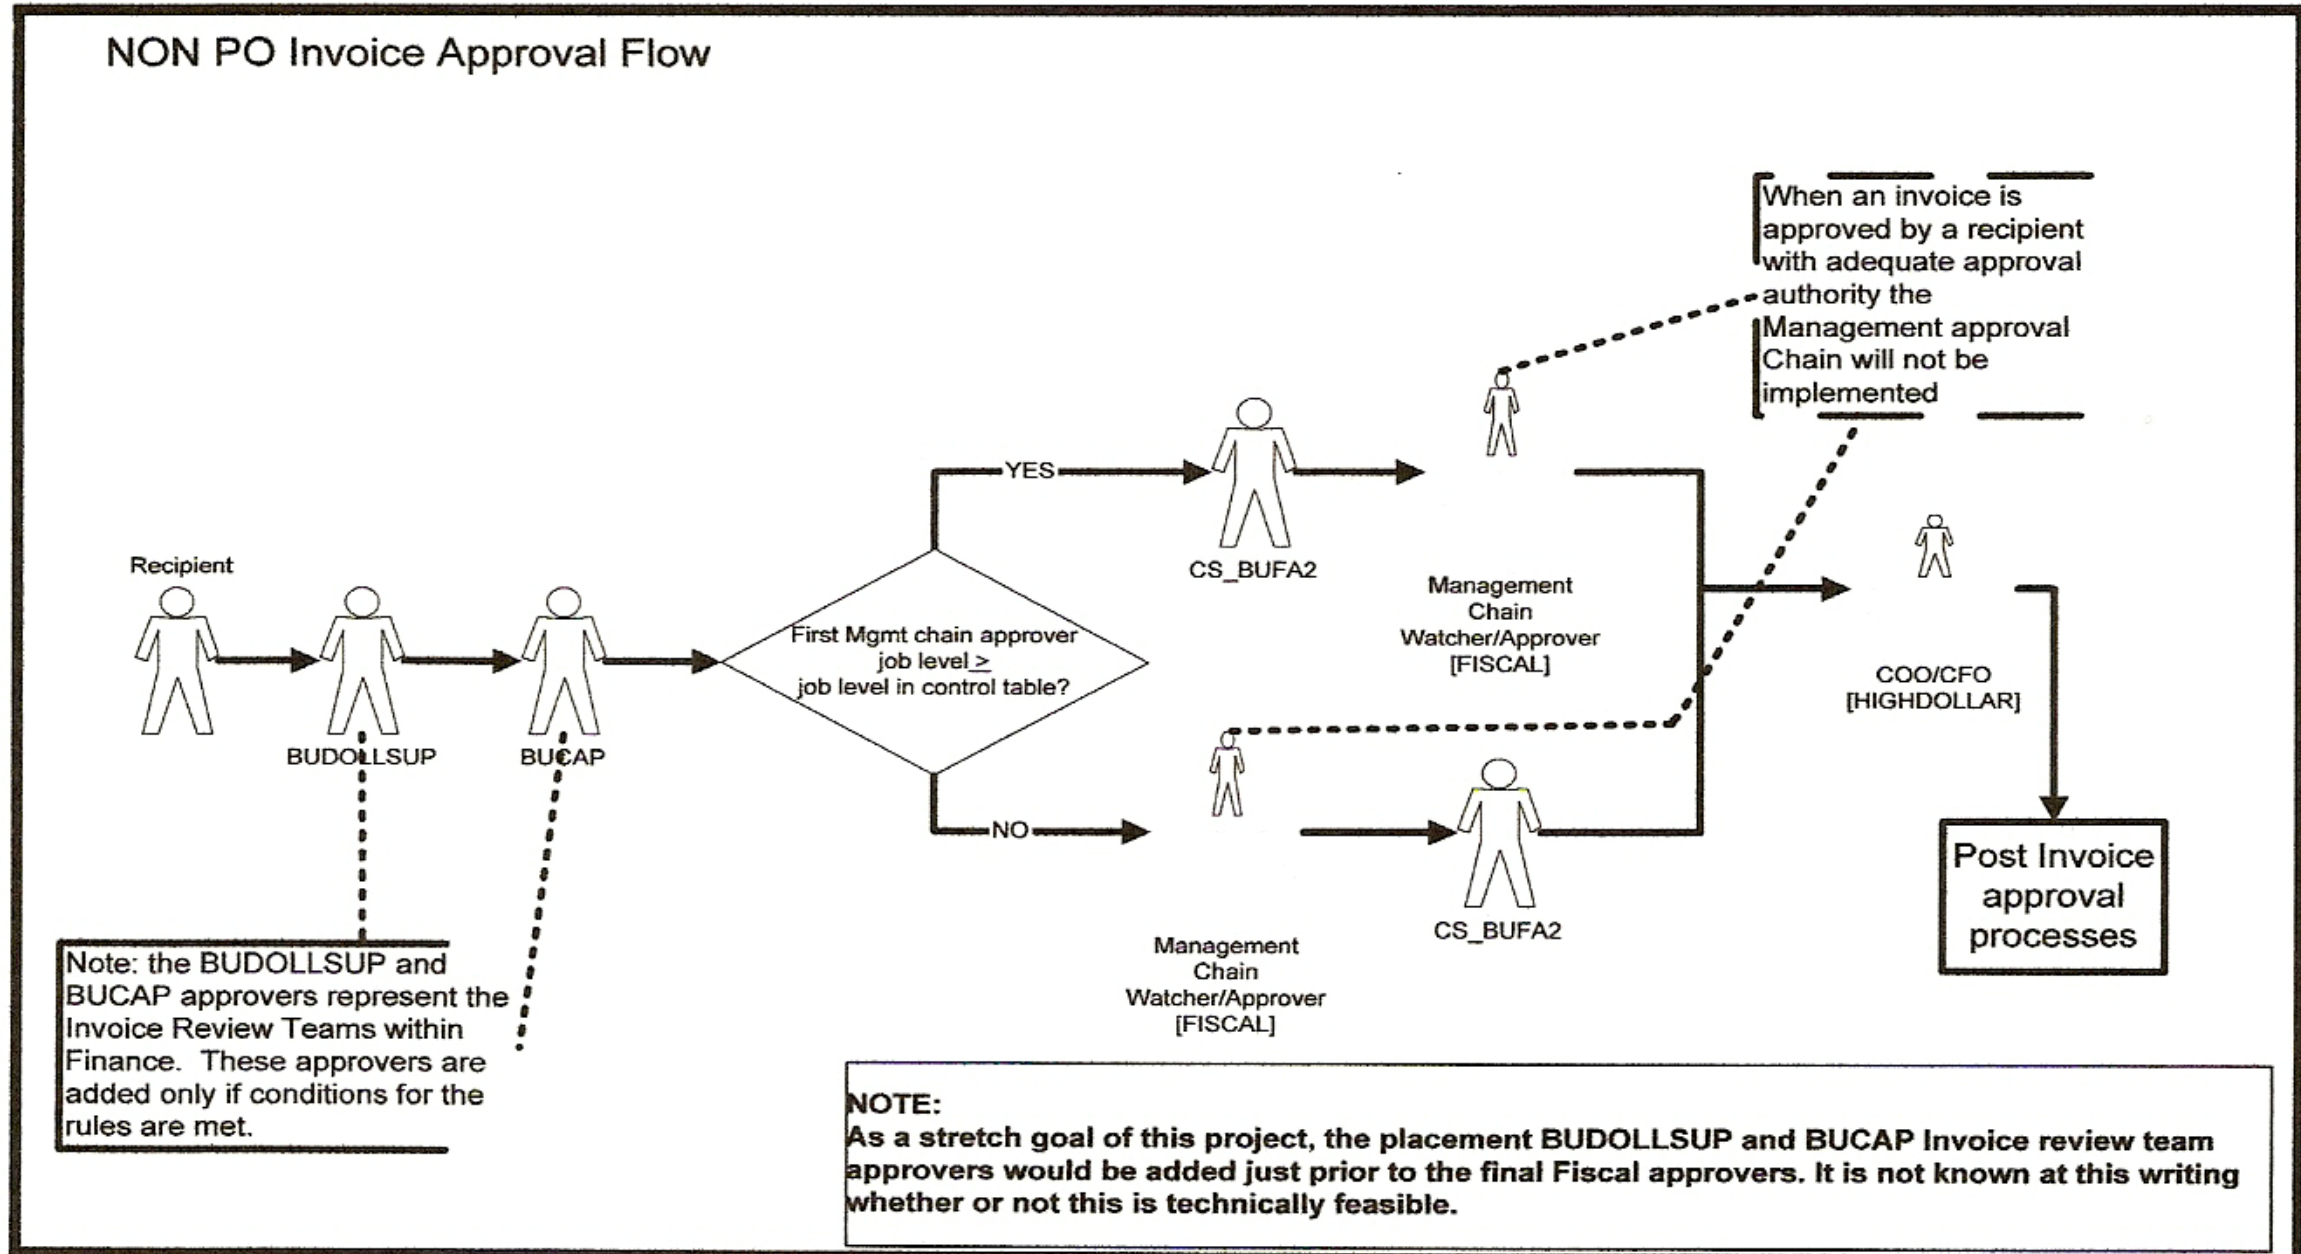 NON PO Invoice Approval Flow
When an invoice is
approved by a recipient
with adequate approval
authority the
Management approval
Chain will not be
implemented
YES
CS_BUFA2
Management
Chain
Watcher/Approver
[FISCAL]
Recipient
BUDOLLSUP
BUCAP
First Mgmt chain approver
job level >
job level in control table?
COO/CFO
[HIGHDOLLAR]
NO
Management
Chain
Watcher/Approver
[FISCAL]
CS_BUFA2
Post Invoice
approval
processes
Note: the BUDOLLSUP and
BUCAP approvers represent the
Invoice Review Teams within
Finance.  These approvers are
added only if conditions for the
rules are met.
NOTE:
As a stretch goal of this project, the placement BUDOLLSUP and BUCAP Invoice review team
approvers would be added just prior to the final Fiscal approvers. It is not known at this writing
whether or not this is technically feasible.